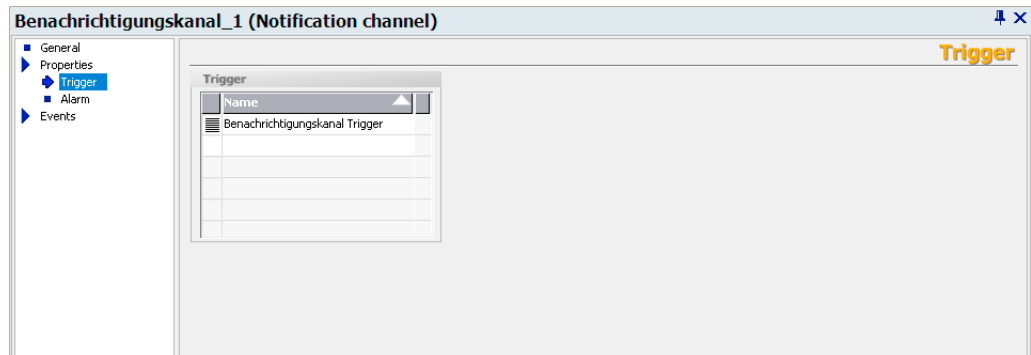 Benachrichtigungskanal_1 (Notification channel)
General
Properties
Trigger
Alarm
Events
Trigger
Trigger
Name
Benachrichtigungskanal Trigger